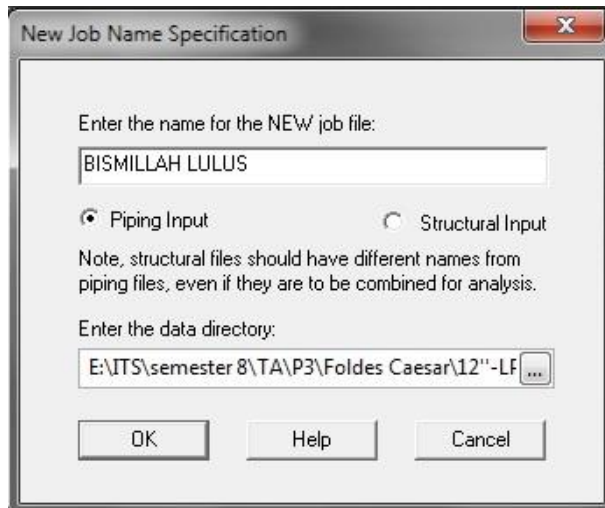 New Job Name Specification
Enter the name for the NEW job file:
BISMILLAH LULUS
Piping Input
Structural Input
Note, structural files should have different names from
piping files, even if they are to be combined for analysis.
Enter the data directory:
E:\ITS\semester 8\TA\P3\Foldes Caesar\12"-LF ...
OK Help Cancel